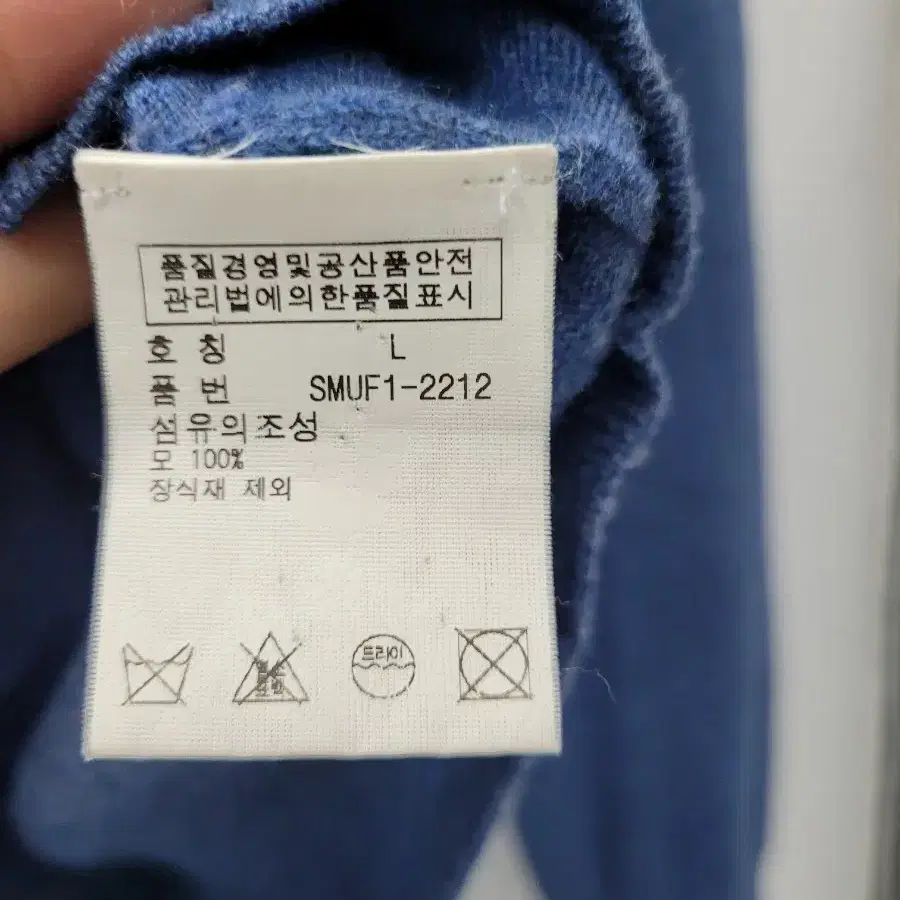 품질경영및공산품안전
관리법에의한품질표시
호 칭 L
품 번 SMUF1-2212
섬유의조성
모 100%
장식재 제외
드라이